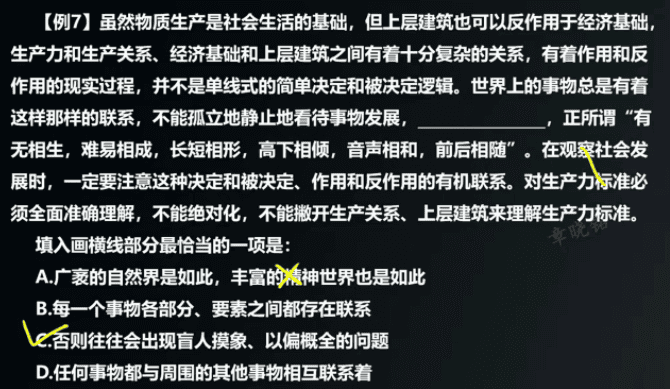 【例7】虽然物质生产是社会生活的基础，但上层建筑也可以反作用于经济基础，
生产力和生产关系、经济基础和上层建筑之间有着十分复杂的关系，有着作用和反
作用的现实过程，并不是单线式的简单决定和被决定逻辑。世界上的事物总是有着
这样那样的联系，不能孤立地静止地看待事物发展，______________，正所谓“有
无相生，难易相成，长短相形，高下相倾，音声相和，前后相随”。在观察社会发
展时，一定要注意这种决定和被决定、作用和反作用的有机联系。对生产力标准必
须全面准确理解，不能绝对化，不能撇开生产关系、上层建筑来理解生产力标准。
章晓铭
填入画横线部分最恰当的一项是：
A.广袤的自然界是如此，丰富的精神世界也是如此
B.每一个事物各部分、要素之间都存在联系
C.否则往往会出现盲人摸象、以偏概全的问题
D.任何事物都与周围的其他事物相互联系着